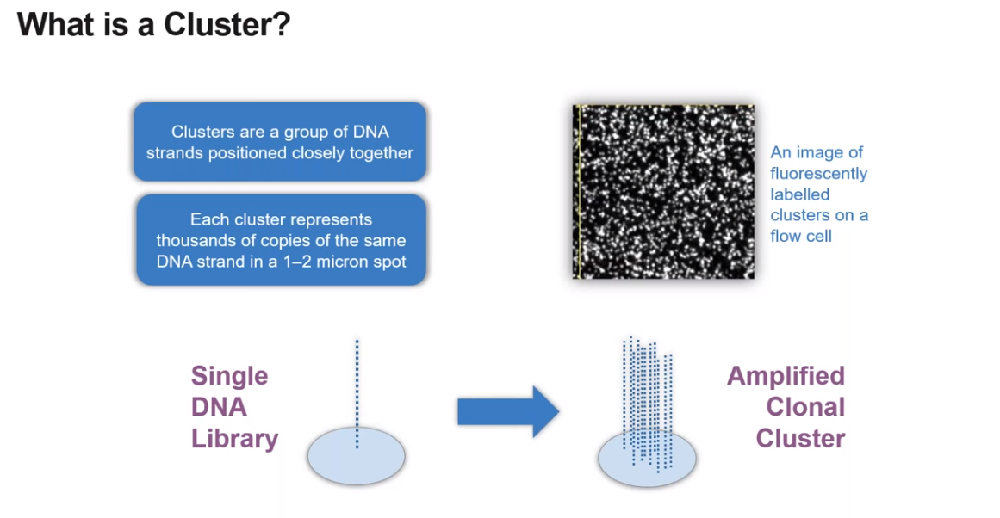 What is a Cluster?
Clusters are a group of DNA
strands positioned closely together
Each cluster represents
thousands of copies of the same
DNA strand in a 1–2 micron spot
An image of
fluorescently
labelled
clusters on a
flow cell
Single
DNA
Library
Amplified
Clonal
Cluster